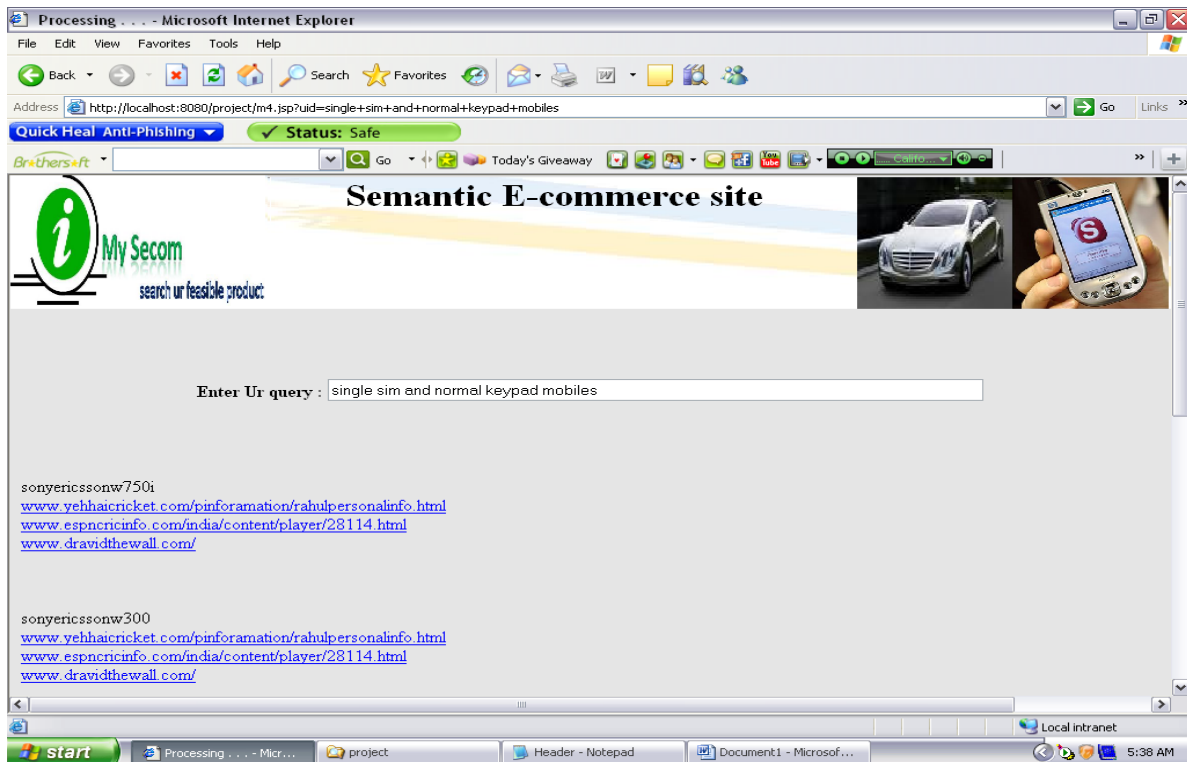 Processing . . . - Microsoft Internet Explorer
File Edit View Favorites Tools Help
Back Search Favorites
Address http://localhost:8080/project/m4.jsp?uid=single+sim+and+normal+keypad+mobiles Go Links »
Quick Heal Anti-Phishing Status: Safe
Brothersoft Go Today's Giveaway You Tube .... Califo... »
Semantic E-commerce site
i My Secom
search ur feasible product
S
Enter Ur query : single sim and normal keypad mobiles
sonyericssonw750i
www.yehhaicricket.com/pinforamation/rahulpersonalinfo.html
www.espncricinfo.com/india/content/player/28114.html
www.dravidthewall.com/
sonyericssonw300
www.yehhaicricket.com/pinforamation/rahulpersonalinfo.html
www.espncricinfo.com/india/content/player/28114.html
www.dravidthewall.com/
Local intranet
start Processing . . . - Micr... project Header - Notepad Document1 - Microsof... 5:38 AM